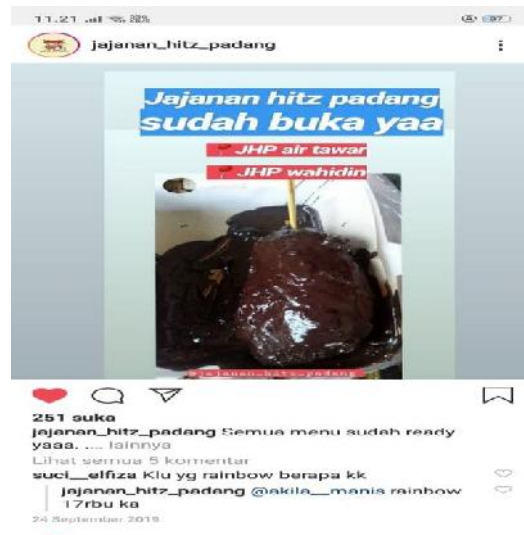 11.21
jajanan_hitz_padang
Jajanan hitz padang
sudah buka yaa
JHP air tawar
JHP wahidin
@jajanan_hitz_padang
251 suka
jajanan_hitz_padang Semua menu sudah ready
yaaa. ... lainnya
Lihat semua 5 komentar
suci__elfiza Klu yg rainbow berapa kk
jajanan_hitz_padang @akila__manis rainbow
17rbu ka
24 September 2019